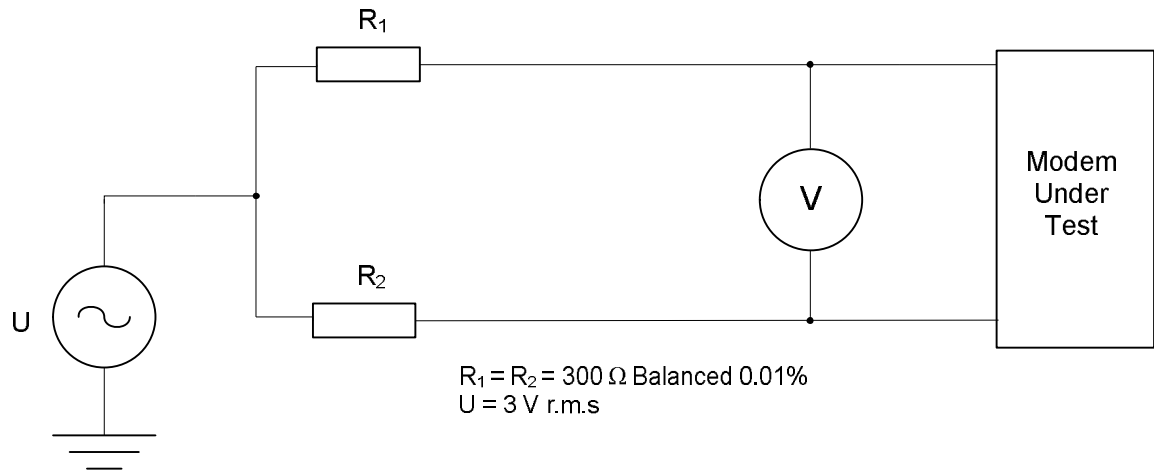 R₁
V
Modem
Under
Test
R₂
U
R₁ = R₂ = 300 Ω Balanced 0.01%
U = 3 V r.m.s